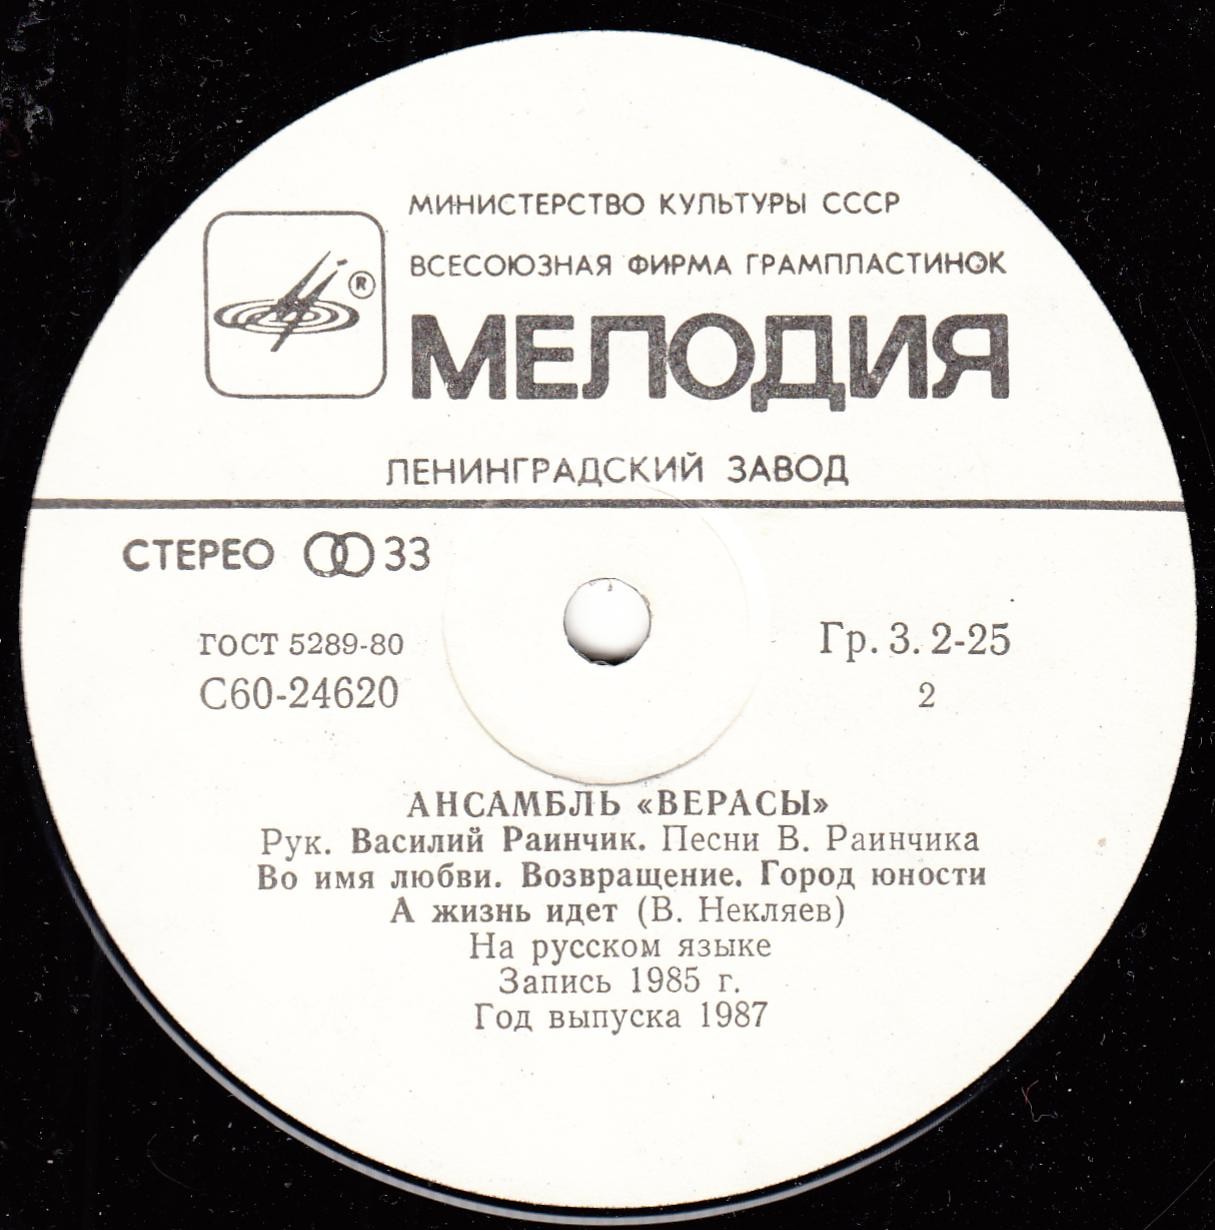 МИНИСТЕРСТВО КУЛЬТУРЫ СССР
ВСЕСОЮЗНАЯ ФИРМА ГРАМПЛАСТИНОК
®
МЕЛОДИЯ
ЛЕНИНГРАДСКИЙ ЗАВОД
СТЕРЕО 33
ГОСТ 5289-80 Гр. 3. 2-25
С60-24620 2
АНСАМБЛЬ «ВЕРАСЫ»
Рук. Василий Раинчик. Песни В. Раинчика
Во имя любви. Возвращение. Город юности
А жизнь идет (В. Некляев)
На русском языке
Запись 1985 г.
Год выпуска 1987